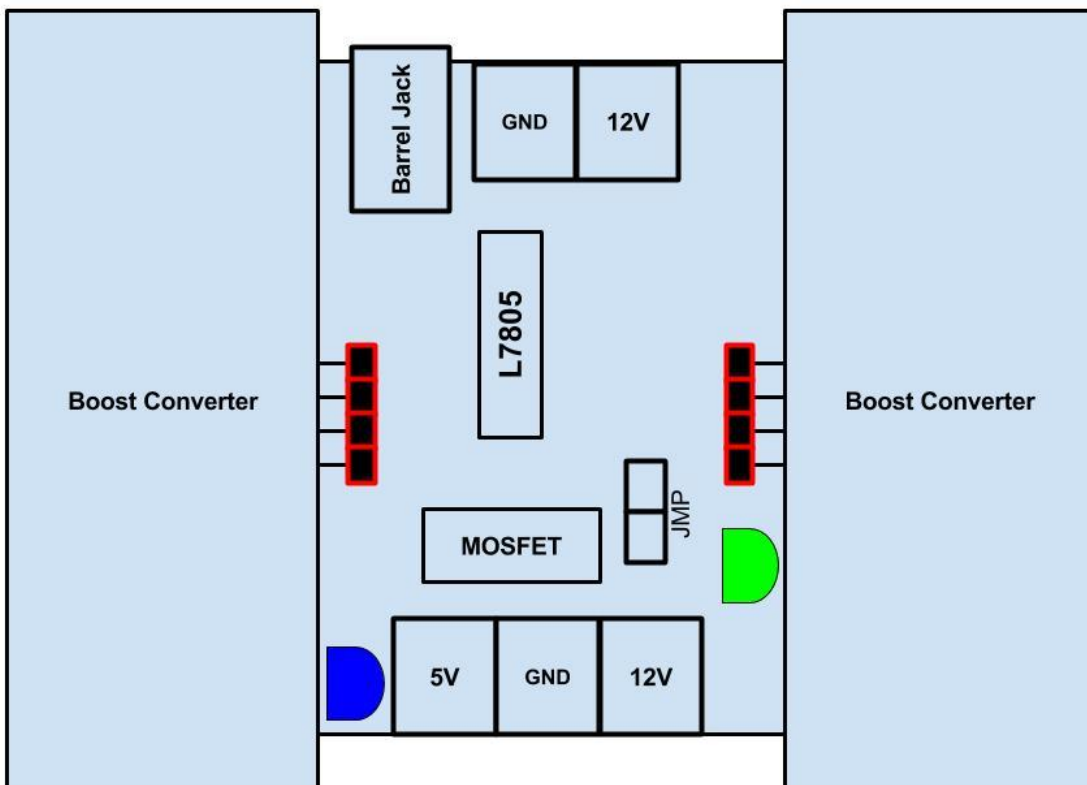 Barrel Jack
GND
12V
L7805
Boost Converter
Boost Converter
JMP
MOSFET
5V
GND
12V